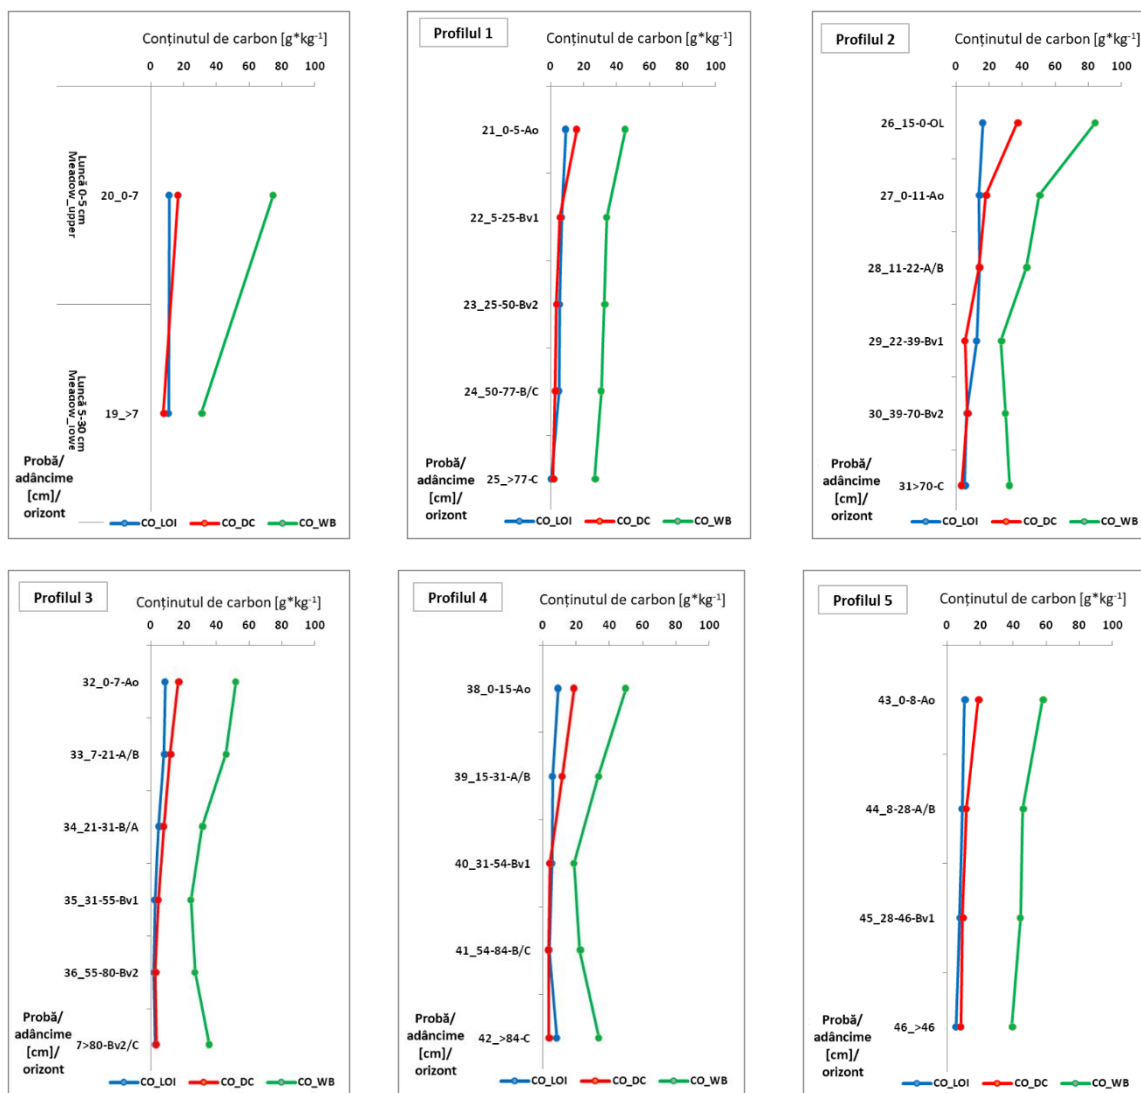 Conținutul de carbon [g*kg-1]
0 20 40 60 80 100
Luncă 0-5 cm
Meadow_upper
20_0-7
Luncă 5-30 cm
Meadow_lowe
19_>7
Probă/
adâncime
[cm]/
orizont
CO_LOI CO_DC CO_WB
Profilul 1
Conținutul de carbon [g*kg-1]
0 20 40 60 80 100
21_0-5-Ao
22_5-25-Bv1
23_25-50-Bv2
24_50-77-B/C
25_>77-C
Probă/
adâncime
[cm]/
orizont
CO_LOI CO_DC CO_WB
Profilul 2
Conținutul de carbon [g*kg-1]
0 20 40 60 80 100
26_15-0-OL
27_0-11-Ao
28_11-22-A/B
29_22-39-Bv1
30_39-70-Bv2
31>70-C
Probă/
adâncime
[cm]/
orizont
CO_LOI CO_DC CO_WB
Profilul 3
Conținutul de carbon [g*kg-1]
0 20 40 60 80 100
32_0-7-Ao
33_7-21-A/B
34_21-31-B/A
35_31-55-Bv1
36_55-80-Bv2
7>80-Bv2/C
Probă/
adâncime
[cm]/
orizont
CO_LOI CO_DC CO_WB
Profilul 4
Conținutul de carbon [g*kg-1]
0 20 40 60 80 100
38_0-15-Ao
39_15-31-A/B
40_31-54-Bv1
41_54-84-B/C
42_>84-C
Probă/
adâncime
[cm]/
orizont
CO_LOI CO_DC CO_WB
Profilul 5
Conținutul de carbon [g*kg-1]
0 20 40 60 80 100
43_0-8-Ao
44_8-28-A/B
45_28-46-Bv1
46_>46
Probă/
adâncime
[cm]/
orizont
CO_LOI CO_DC CO_WB